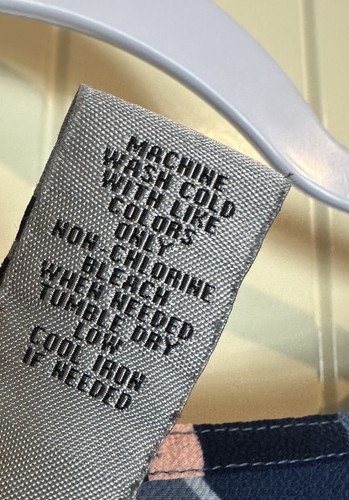 MACHINE
WASH COLD
WITH LIKE
COLORS
ONLY
NON-CHLORINE
BLEACH
WHEN NEEDED
TUMBLE DRY
LOW
COOL IRON
IF NEEDED